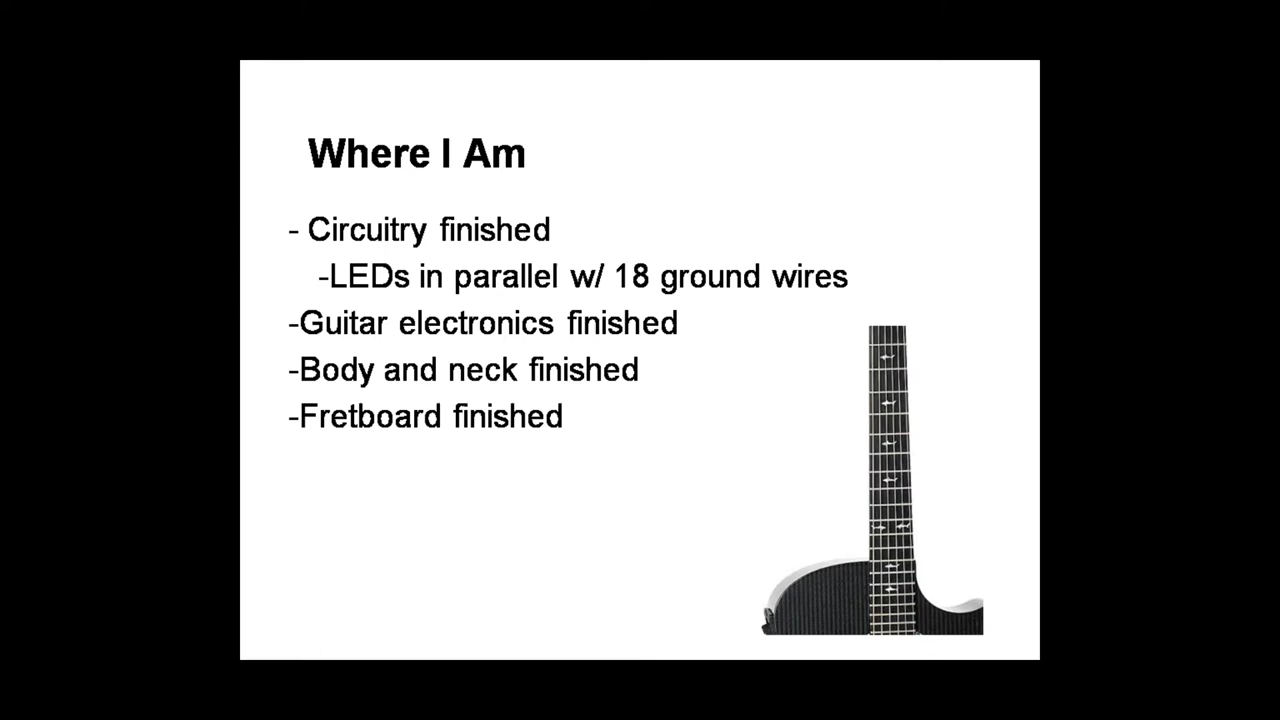 Where I Am
- Circuitry finished
-LEDs in parallel w/ 18 ground wires
-Guitar electronics finished
-Body and neck finished
-Fretboard finished